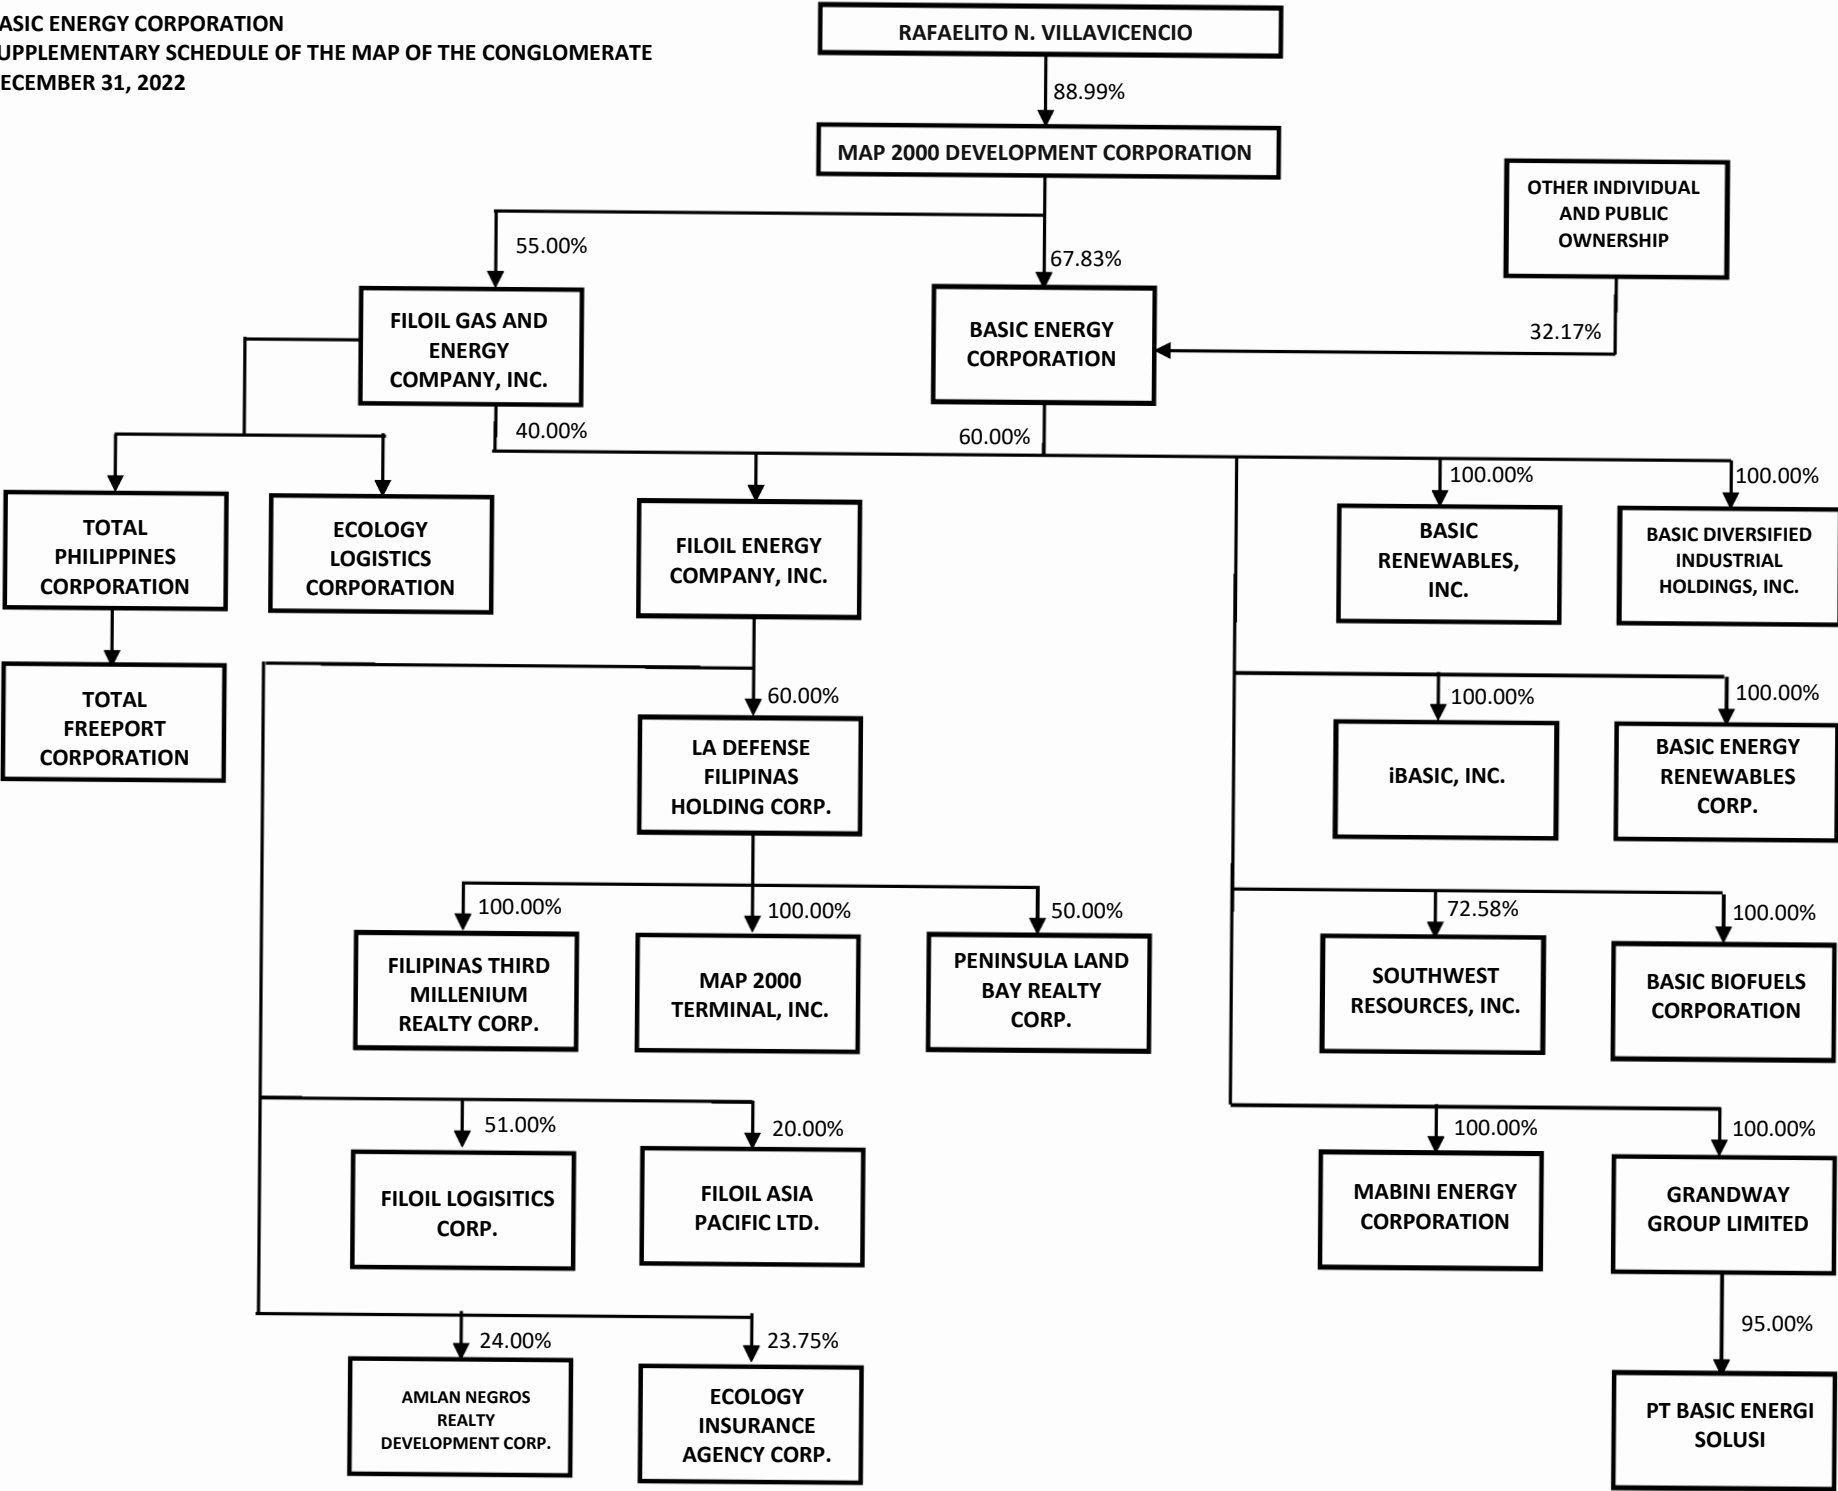 ASIC ENERGY CORPORATION
UPPLEMENTARY SCHEDULE OF THE MAP OF THE CONGLOMERATE
ECEMBER 31, 2022
RAFAELITO N. VILLAVICENCIO
88.99%
MAP 2000 DEVELOPMENT CORPORATION
OTHER INDIVIDUAL
AND PUBLIC
OWNERSHIP
55.00%
67.83%
32.17%
FILOIL GAS AND
ENERGY
COMPANY, INC.
BASIC ENERGY
CORPORATION
40.00%
60.00%
100.00%
100.00%
TOTAL
PHILIPPINES
CORPORATION
ECOLOGY
LOGISTICS
CORPORATION
FILOIL ENERGY
COMPANY, INC.
BASIC
RENEWABLES,
INC.
BASIC DIVERSIFIED
INDUSTRIAL
HOLDINGS, INC.
TOTAL
FREEPORT
CORPORATION
60.00%
100.00%
100.00%
LA DEFENSE
FILIPINAS
HOLDING CORP.
iBASIC, INC.
BASIC ENERGY
RENEWABLES
CORP.
100.00%
100.00%
50.00%
72.58%
100.00%
FILIPINAS THIRD
MILLENIUM
REALTY CORP.
MAP 2000
TERMINAL, INC.
PENINSULA LAND
BAY REALTY
CORP.
SOUTHWEST
RESOURCES, INC.
BASIC BIOFUELS
CORPORATION
51.00%
20.00%
100.00%
100.00%
FILOIL LOGISITICS
CORP.
FILOIL ASIA
PACIFIC LTD.
MABINI ENERGY
CORPORATION
GRANDWAY
GROUP LIMITED
24.00%
23.75%
95.00%
AMLAN NEGROS
REALTY
DEVELOPMENT CORP.
ECOLOGY
INSURANCE
AGENCY CORP.
PT BASIC ENERGI
SOLUSI